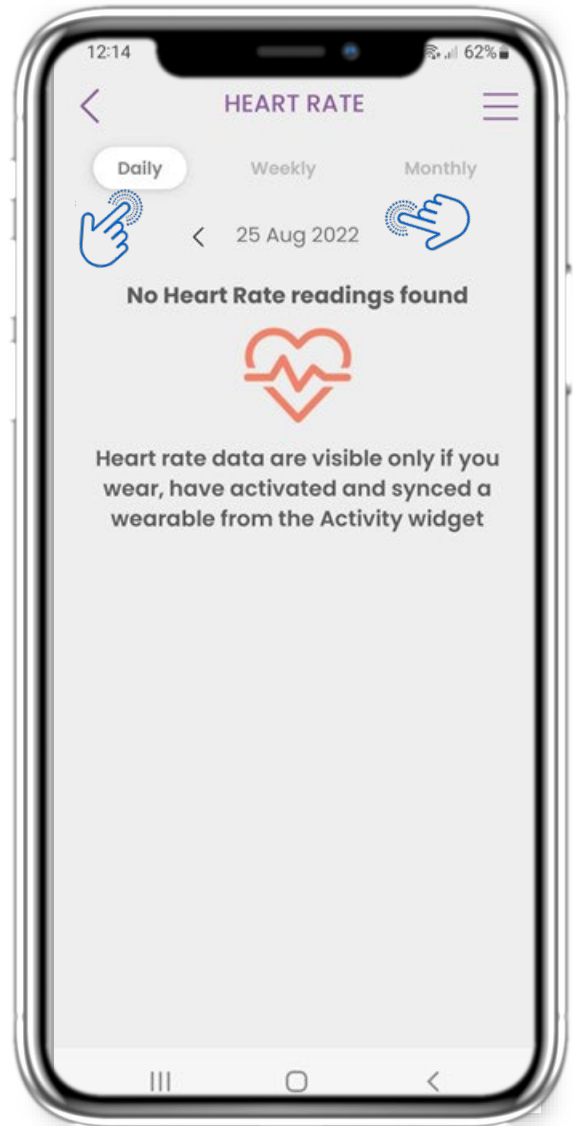 12:14 62%
HEART RATE
Daily Weekly Monthly
25 Aug 2022
No Heart Rate readings found
Heart rate data are visible only if you
wear, have activated and synced a
wearable from the Activity widget